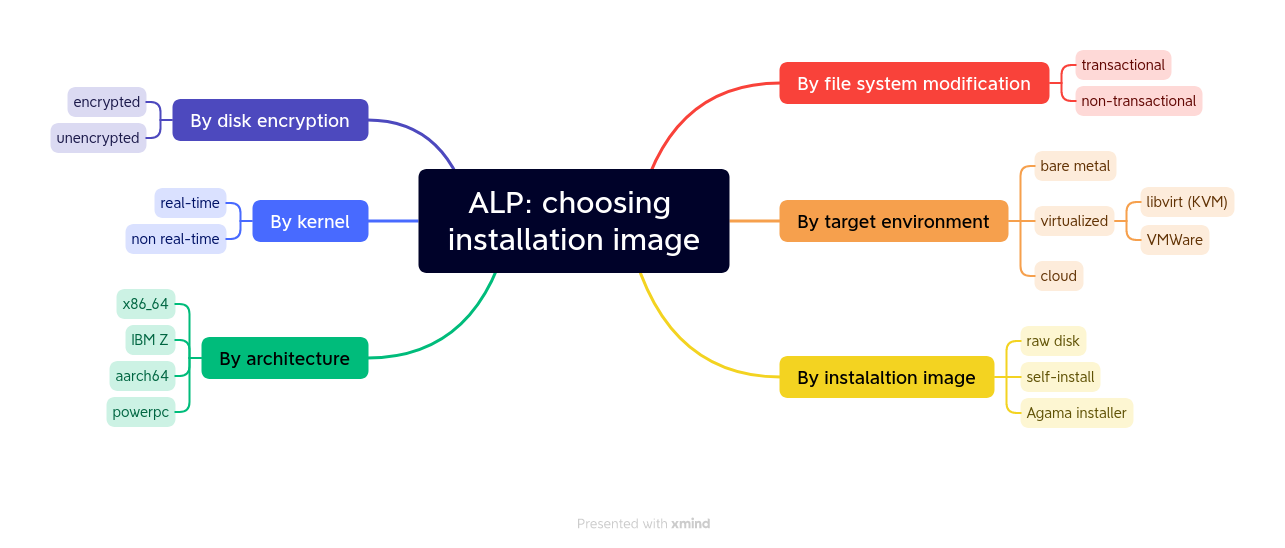 ALP: choosing
installation image
By file system modification
transactional
non-transactional
By target environment
bare metal
virtualized
libvirt (KVM)
VMWare
cloud
By instalaltion image
raw disk
self-install
Agama installer
By disk encryption
encrypted
unencrypted
By kernel
real-time
non real-time
By architecture
x86_64
IBM Z
aarch64
powerpc
Presented with xmind